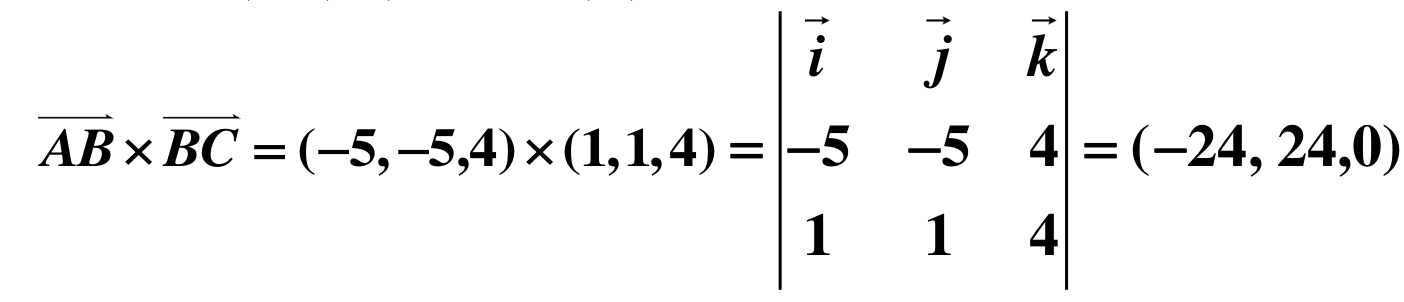 i⃗ j⃗ k⃗
AB⃗ × BC⃗ = (−5, −5,4) × (1,1,4) = | −5 −5 4 | = (−24, 24,0)
1 1 4